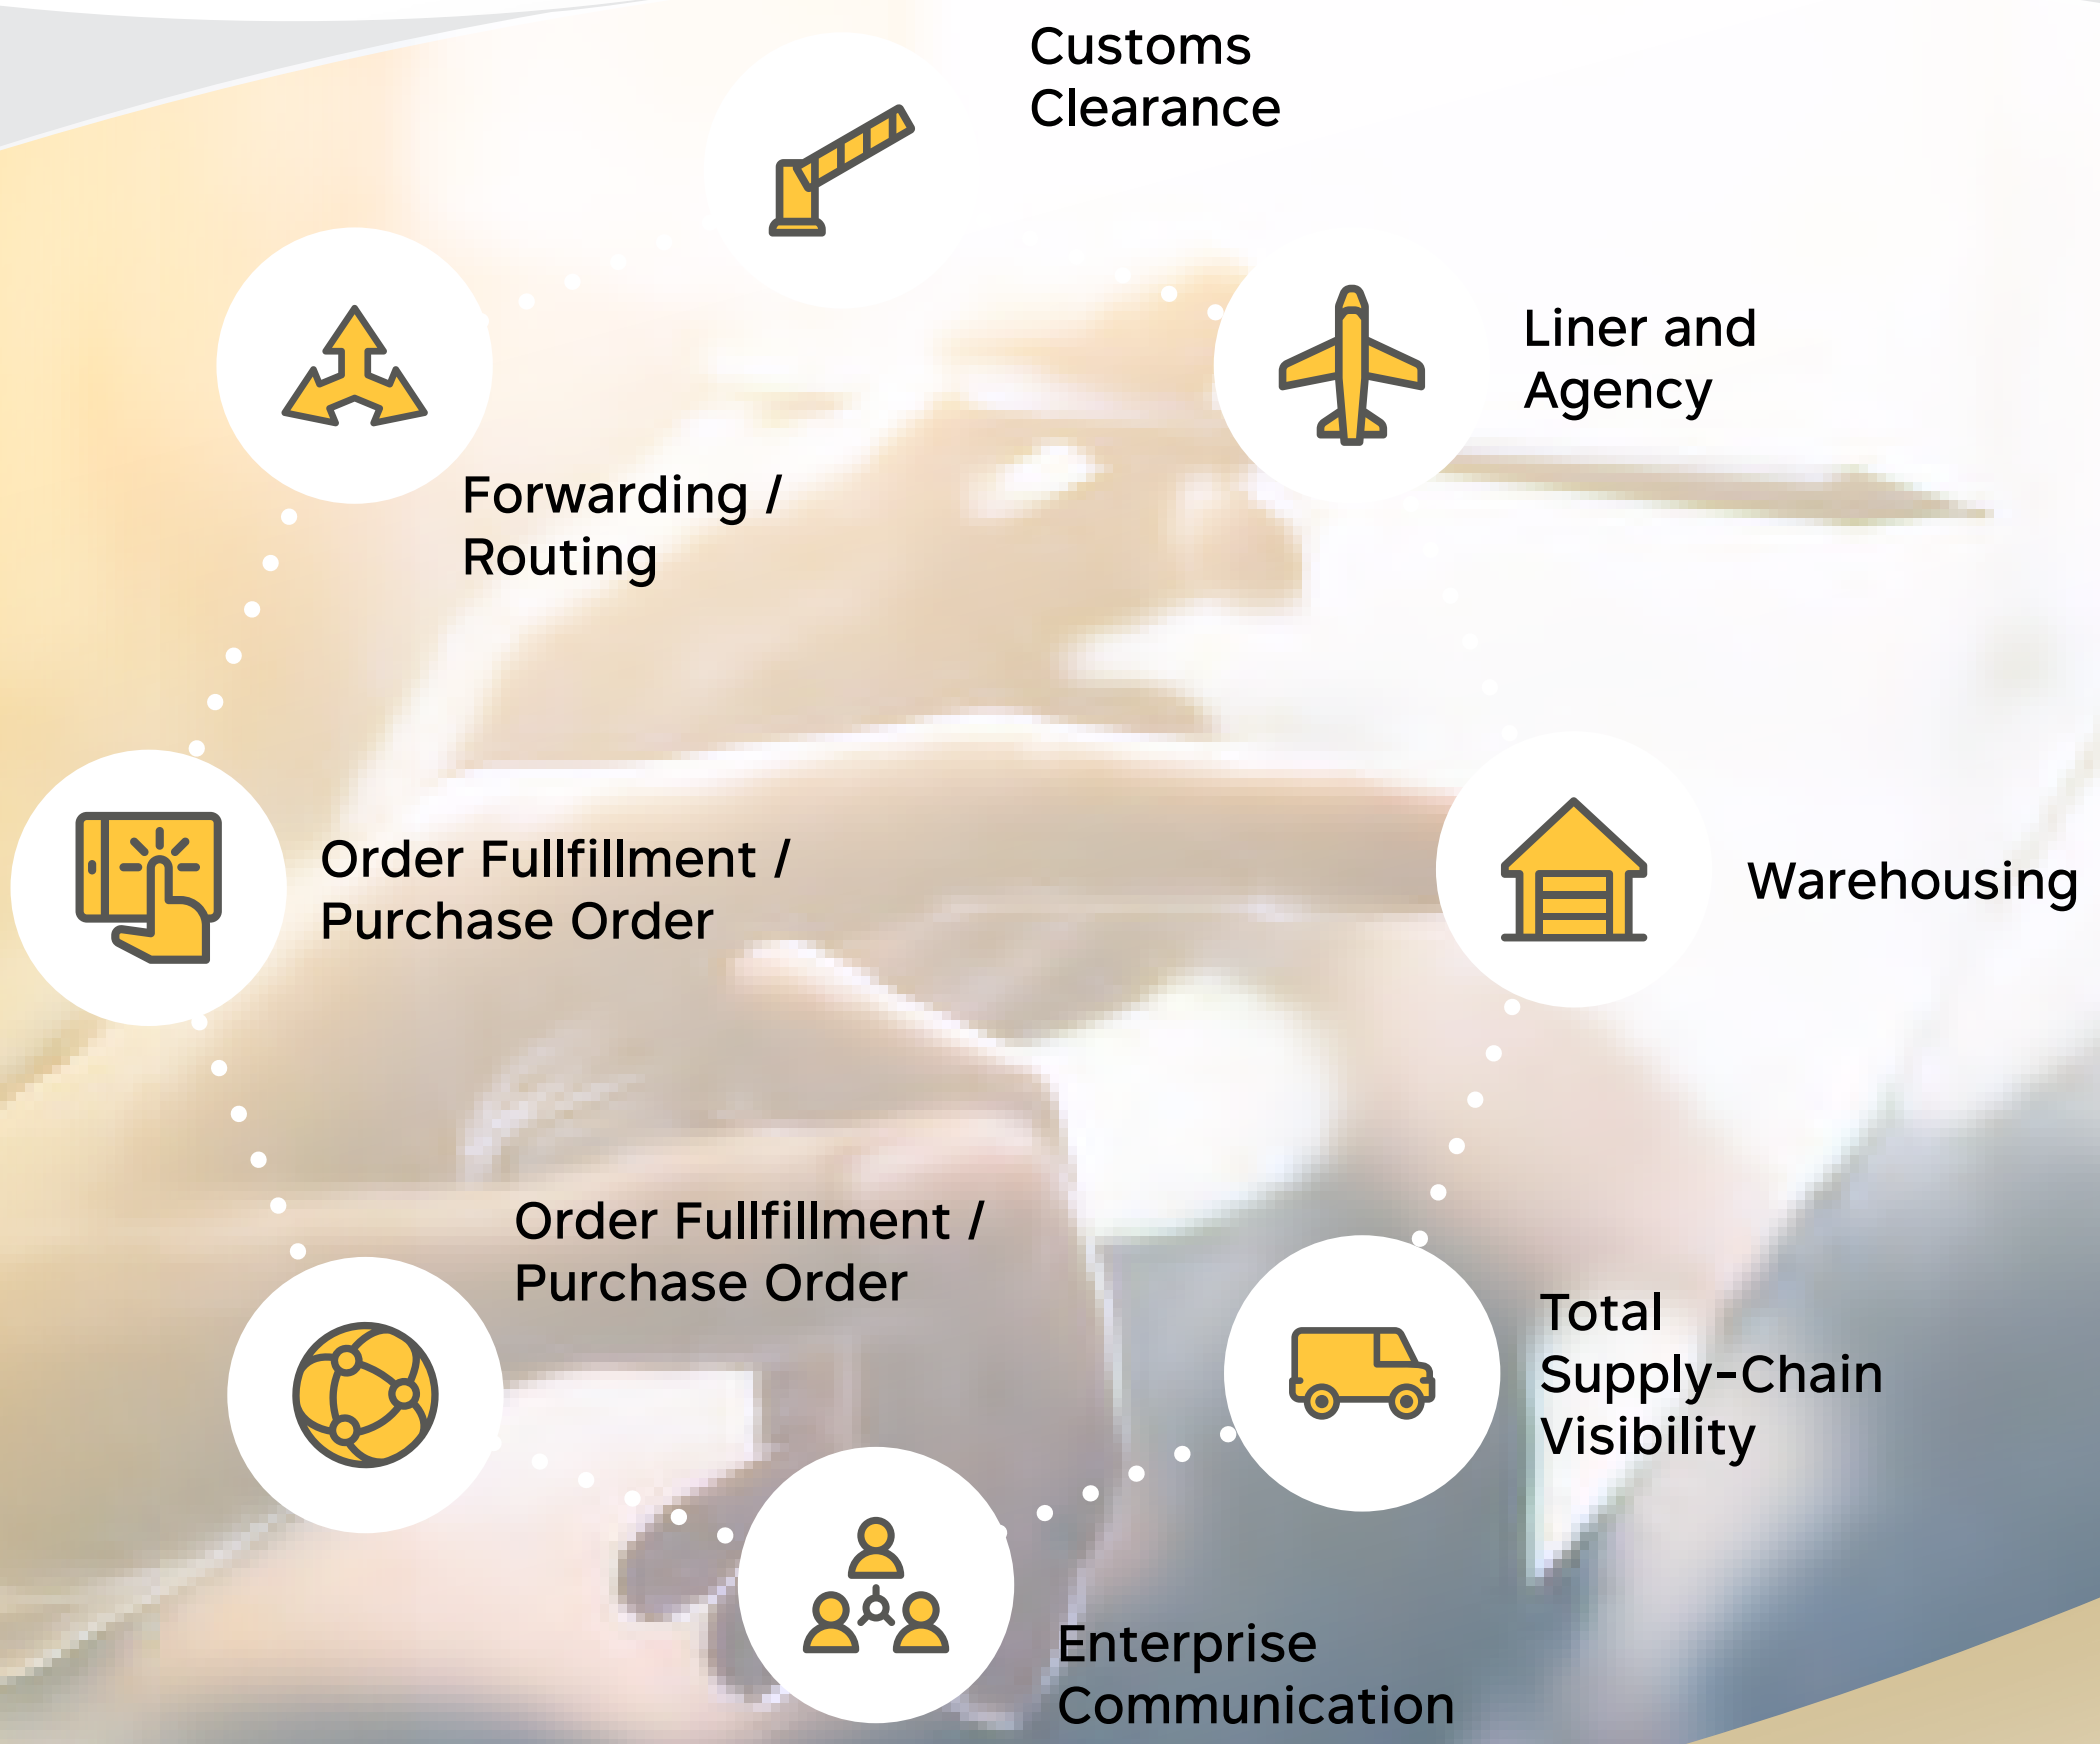 Customs
Clearance
Liner and
Agency
Forwarding /
Routing
Order Fullfillment /
Purchase Order
Warehousing
Order Fullfillment /
Purchase Order
Total
Supply-Chain
Visibility
Enterprise
Communication